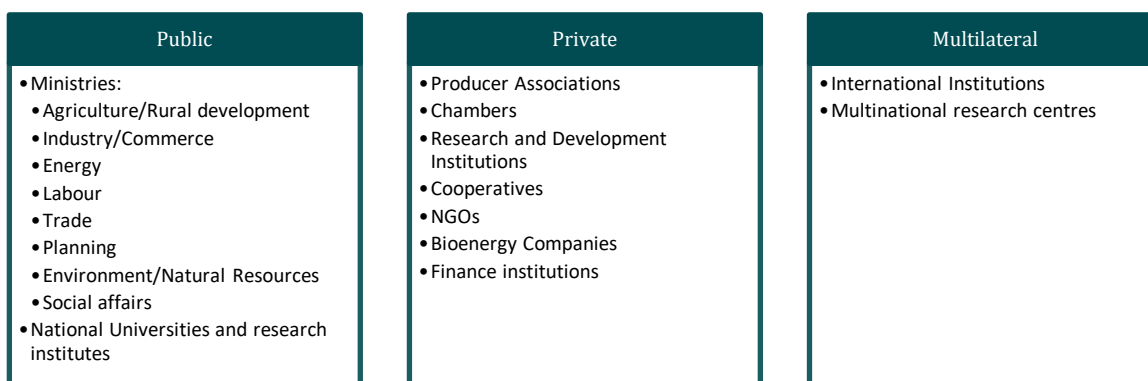 Public
•Ministries:
•Agriculture/Rural development
•Industry/Commerce
•Energy
•Labour
•Trade
•Planning
•Environment/Natural Resources
•Social affairs
•National Universities and research
institutes
Private
•Producer Associations
•Chambers
•Research and Development
Institutions
•Cooperatives
•NGOs
•Bioenergy Companies
•Finance institutions
Multilateral
•International Institutions
•Multinational research centres